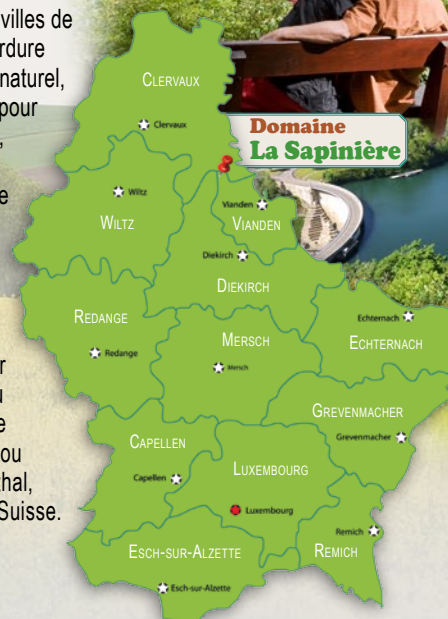 villes de
rdure
naturel,
pour
,
e
r
u
e
ou
thal,
Suisse.
Domaine
La Sapinière
CLERVAUX
Clervaux
Wiltz
WILTZ
Vianden
VIANDEN
Diekirch
DIEKIRCH
REDANGE
Redange
MERSCH
Mersch
Echternach
ECHTERNACH
GREVENMACHER
Grevenmacher
CAPELLEN
Capellen
LUXEMBOURG
Luxembourg
Remich
REMICH
ESCH-SUR-ALZETTE
Esch-sur-Alzette